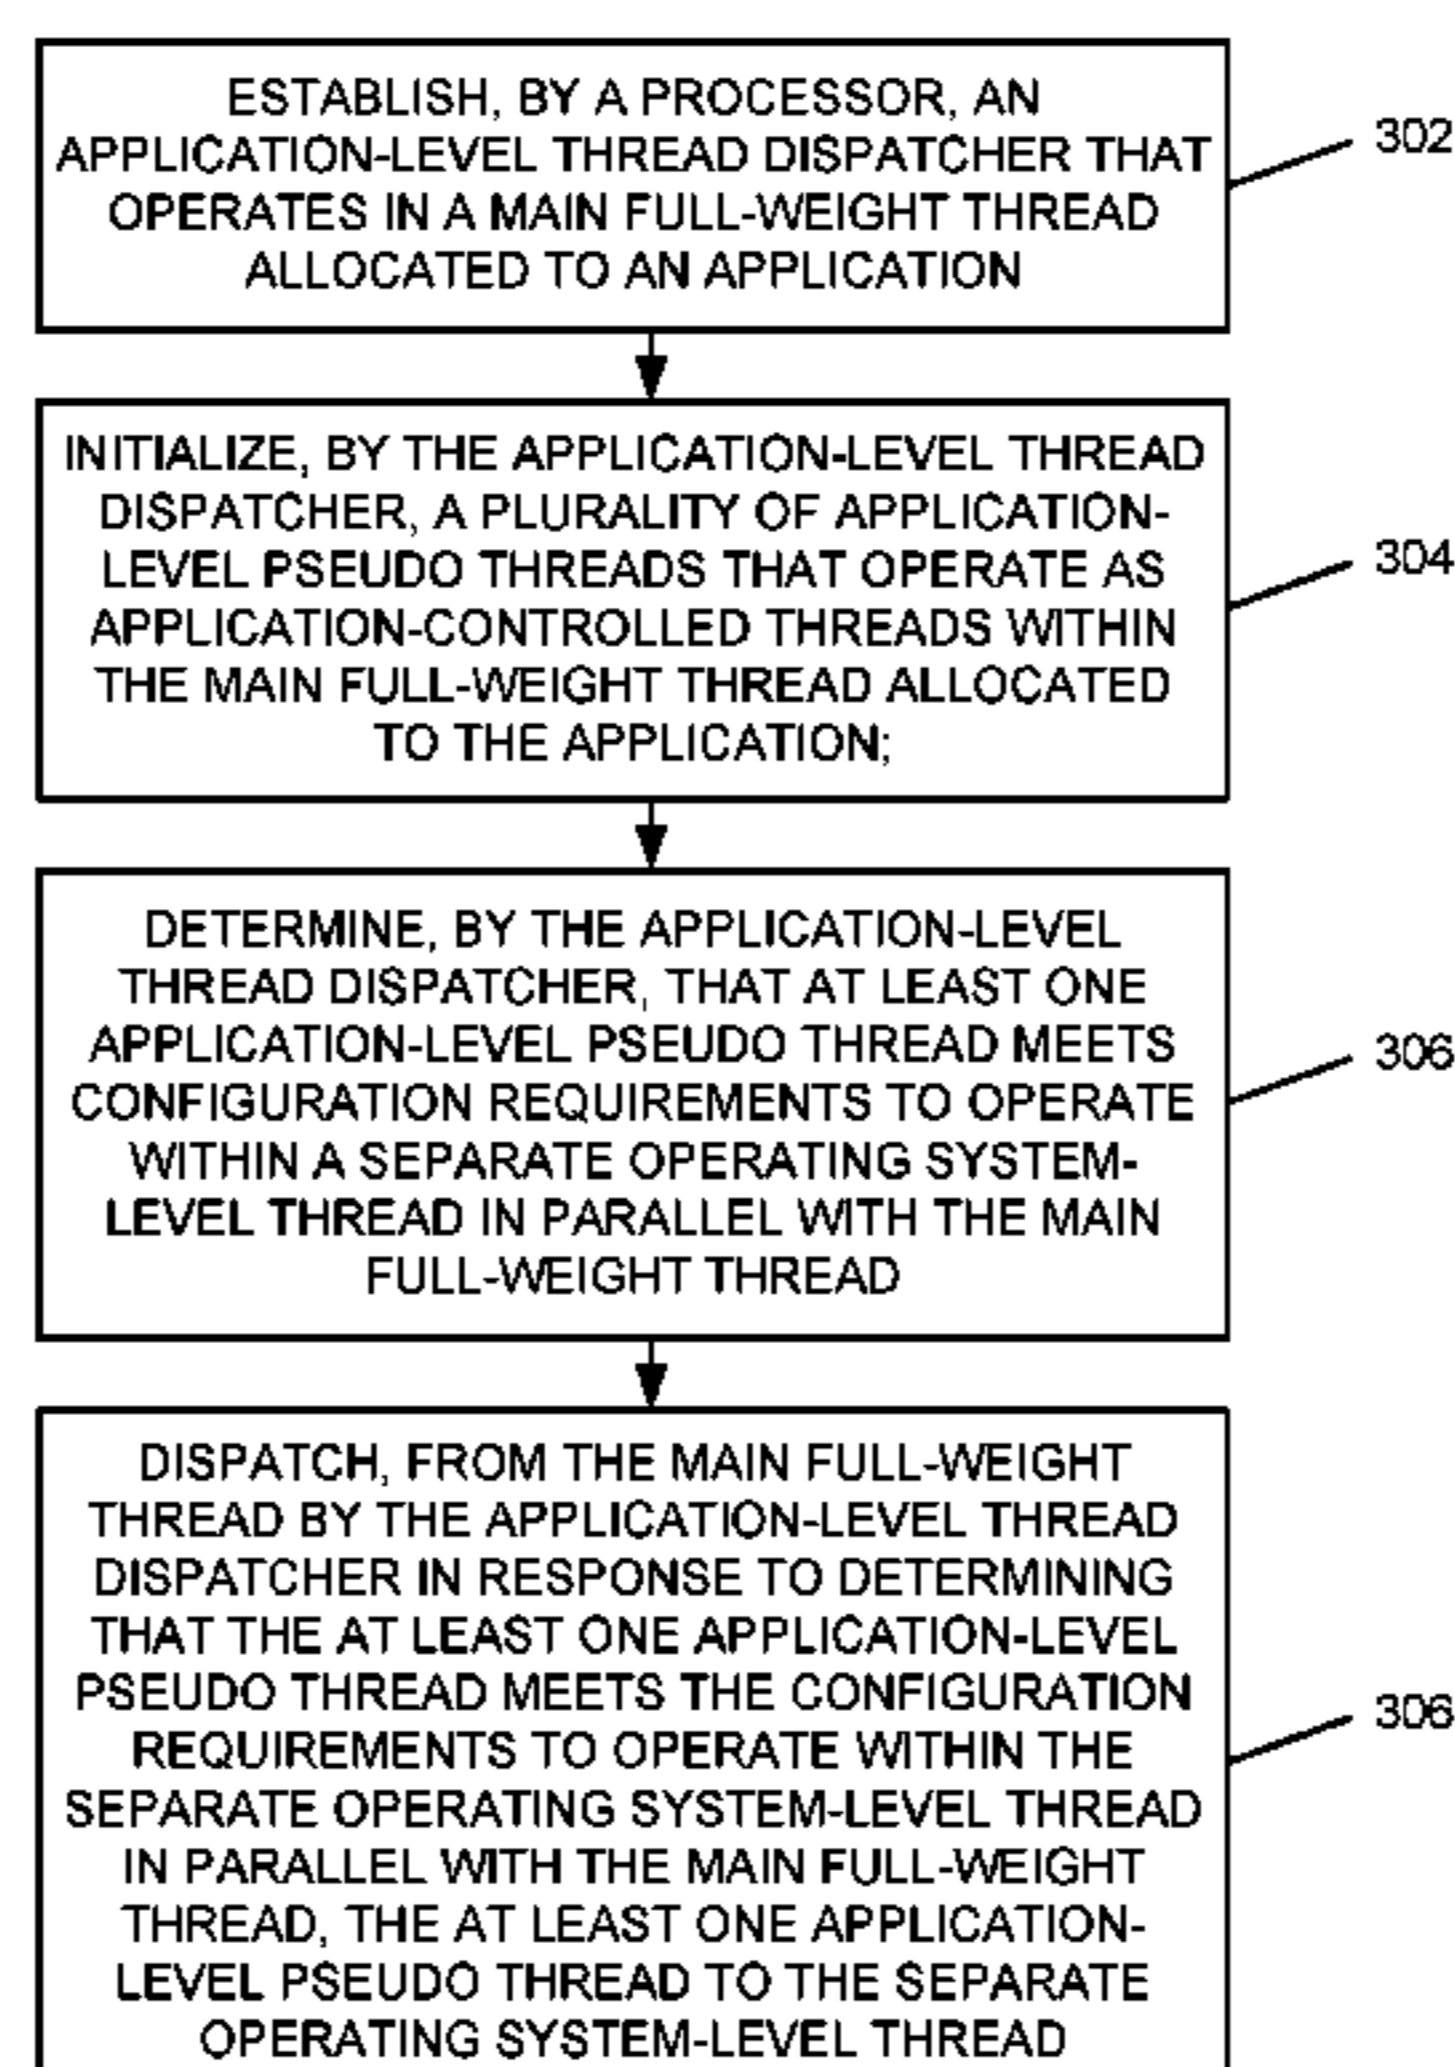 ESTABLISH, BY A PROCESSOR, AN
APPLICATION-LEVEL THREAD DISPATCHER THAT
OPERATES IN A MAIN FULL-WEIGHT THREAD
ALLOCATED TO AN APPLICATION
302
INITIALIZE, BY THE APPLICATION-LEVEL THREAD
DISPATCHER, A PLURALITY OF APPLICATION-
LEVEL PSEUDO THREADS THAT OPERATE AS
APPLICATION-CONTROLLED THREADS WITHIN
THE MAIN FULL-WEIGHT THREAD ALLOCATED
TO THE APPLICATION;
304
DETERMINE, BY THE APPLICATION-LEVEL
THREAD DISPATCHER, THAT AT LEAST ONE
APPLICATION-LEVEL PSEUDO THREAD MEETS
CONFIGURATION REQUIREMENTS TO OPERATE
WITHIN A SEPARATE OPERATING SYSTEM-
LEVEL THREAD IN PARALLEL WITH THE MAIN
FULL-WEIGHT THREAD
306
DISPATCH, FROM THE MAIN FULL-WEIGHT
THREAD BY THE APPLICATION-LEVEL THREAD
DISPATCHER IN RESPONSE TO DETERMINING
THAT THE AT LEAST ONE APPLICATION-LEVEL
PSEUDO THREAD MEETS THE CONFIGURATION
REQUIREMENTS TO OPERATE WITHIN THE
SEPARATE OPERATING SYSTEM-LEVEL THREAD
IN PARALLEL WITH THE MAIN FULL-WEIGHT
THREAD, THE AT LEAST ONE APPLICATION-
LEVEL PSEUDO THREAD TO THE SEPARATE
OPERATING SYSTEM-LEVEL THREAD
306